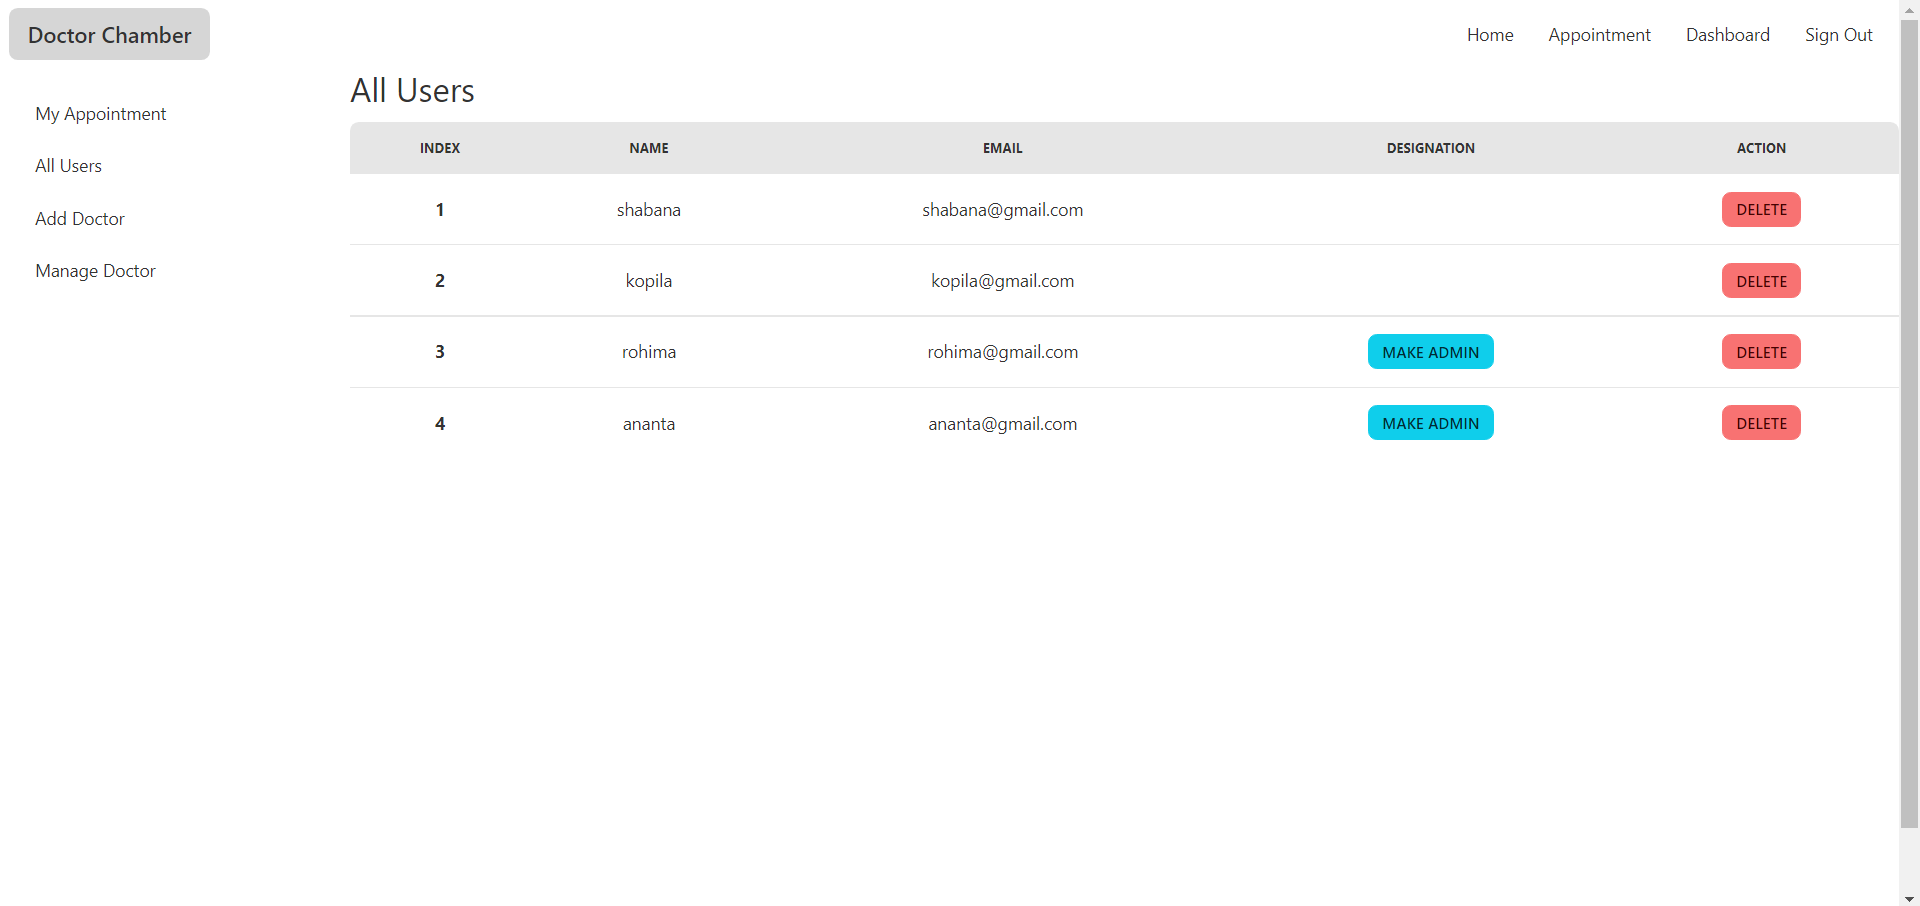 Doctor Chamber
Home Appointment Dashboard Sign Out
My Appointment
All Users
Add Doctor
Manage Doctor
All Users
INDEX NAME EMAIL DESIGNATION ACTION
1 shabana shabana@gmail.com DELETE
2 kopila kopila@gmail.com DELETE
3 rohima rohima@gmail.com MAKE ADMIN DELETE
4 ananta ananta@gmail.com MAKE ADMIN DELETE